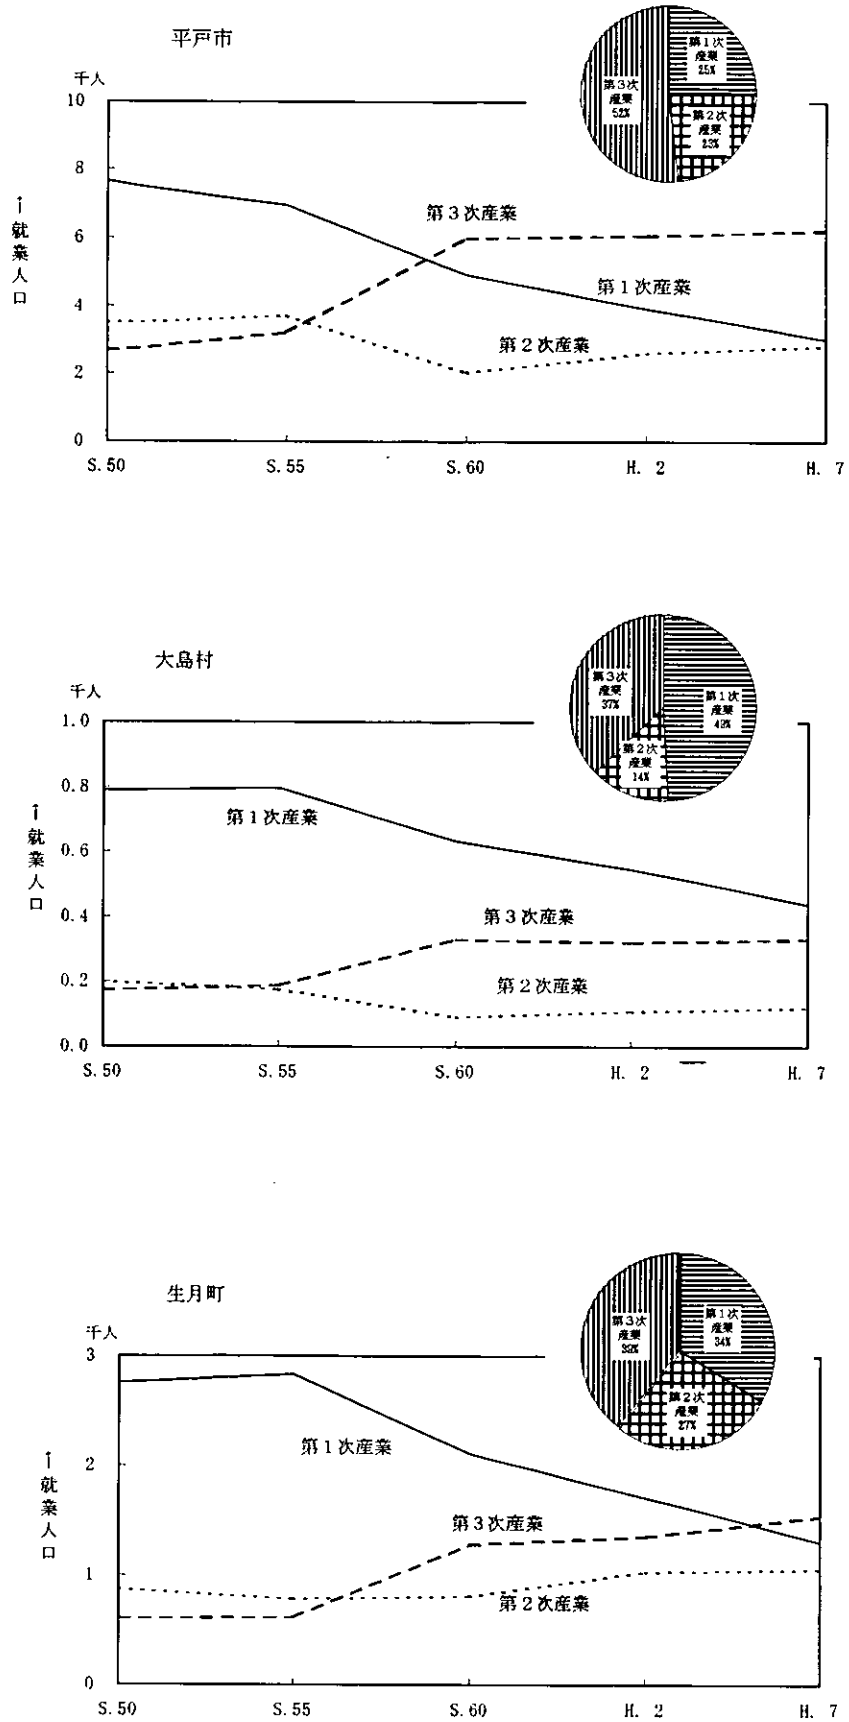 平戸市
千人
10
8
6
4
2
0
↑就業人口
第3次産業
第1次産業
第2次産業
S.50 S.55 S.60 H. 2 H. 7
第1次
産業
25%
第3次
産業
52%
第2次
産業
23%
大島村
千人
1.0
0.8
0.6
0.4
0.2
0.0
↑就業人口
第1次産業
第3次産業
第2次産業
S.50 S.55 S.60 H. 2 H. 7
第3次
産業
37%
第1次
産業
49%
第2次
産業
14%
生月町
千人
3
2
1
0
↑就業人口
第1次産業
第3次産業
第2次産業
S.50 S.55 S.60 H. 2 H. 7
第3次
産業
39%
第1次
産業
34%
第2次
産業
27%